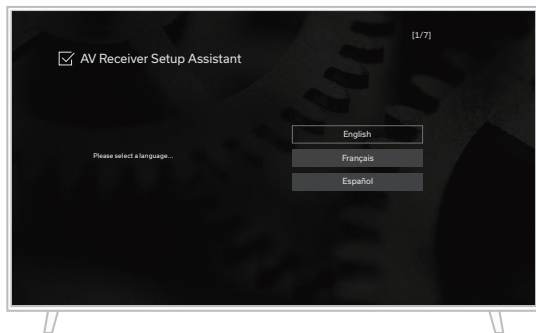 [1/7]
AV Receiver Setup Assistant
Please select a language...
English
Français
Español